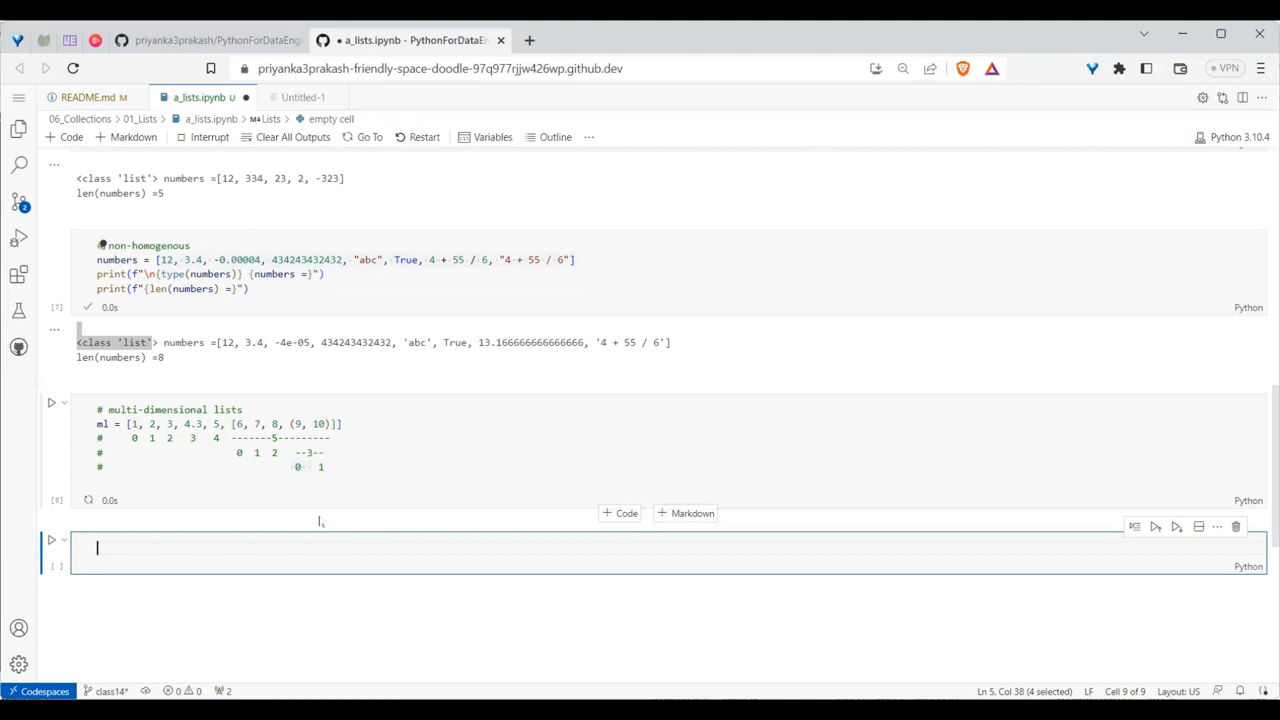 priyanka3prakash/PythonForDataEng
a_lists.ipynb - PythonForDataEn
priyanka3prakash-friendly-space-doodle-97q977rjjw426wp.github.dev
VPN
README.md M
a_lists.ipynb U
Untitled-1
06_Collections > 01_Lists > a_lists.ipynb > M↓Lists > empty cell
+ Code + Markdown Interrupt Clear All Outputs Go To Restart Variables Outline ...
Python 3.10.4
...
<class 'list'> numbers =[12, 334, 23, 2, -323]
len(numbers) =5
non-homogenous
numbers = [12, 3.4, -0.00004, 434243432432, "abc", True, 4 + 55 / 6, "4 + 55 / 6"]
print(f"\n{type(numbers)} {numbers =}")
print(f"{len(numbers) =}")
[7] 0.0s Python
...
<class 'list'> numbers =[12, 3.4, -4e-05, 434243432432, 'abc', True, 13.166666666666666, '4 + 55 / 6']
len(numbers) =8
# multi-dimensional lists
ml = [1, 2, 3, 4.3, 5, [6, 7, 8, (9, 10)]]
# 0 1 2 3 4 -------5---------
# 0 1 2 --3--
# 0 1
[8] 0.0s Python
+ Code + Markdown
[ ] Python
2
Codespaces class14* 0 0 2 Ln 5, Col 38 (4 selected) LF Cell 9 of 9 Layout: US